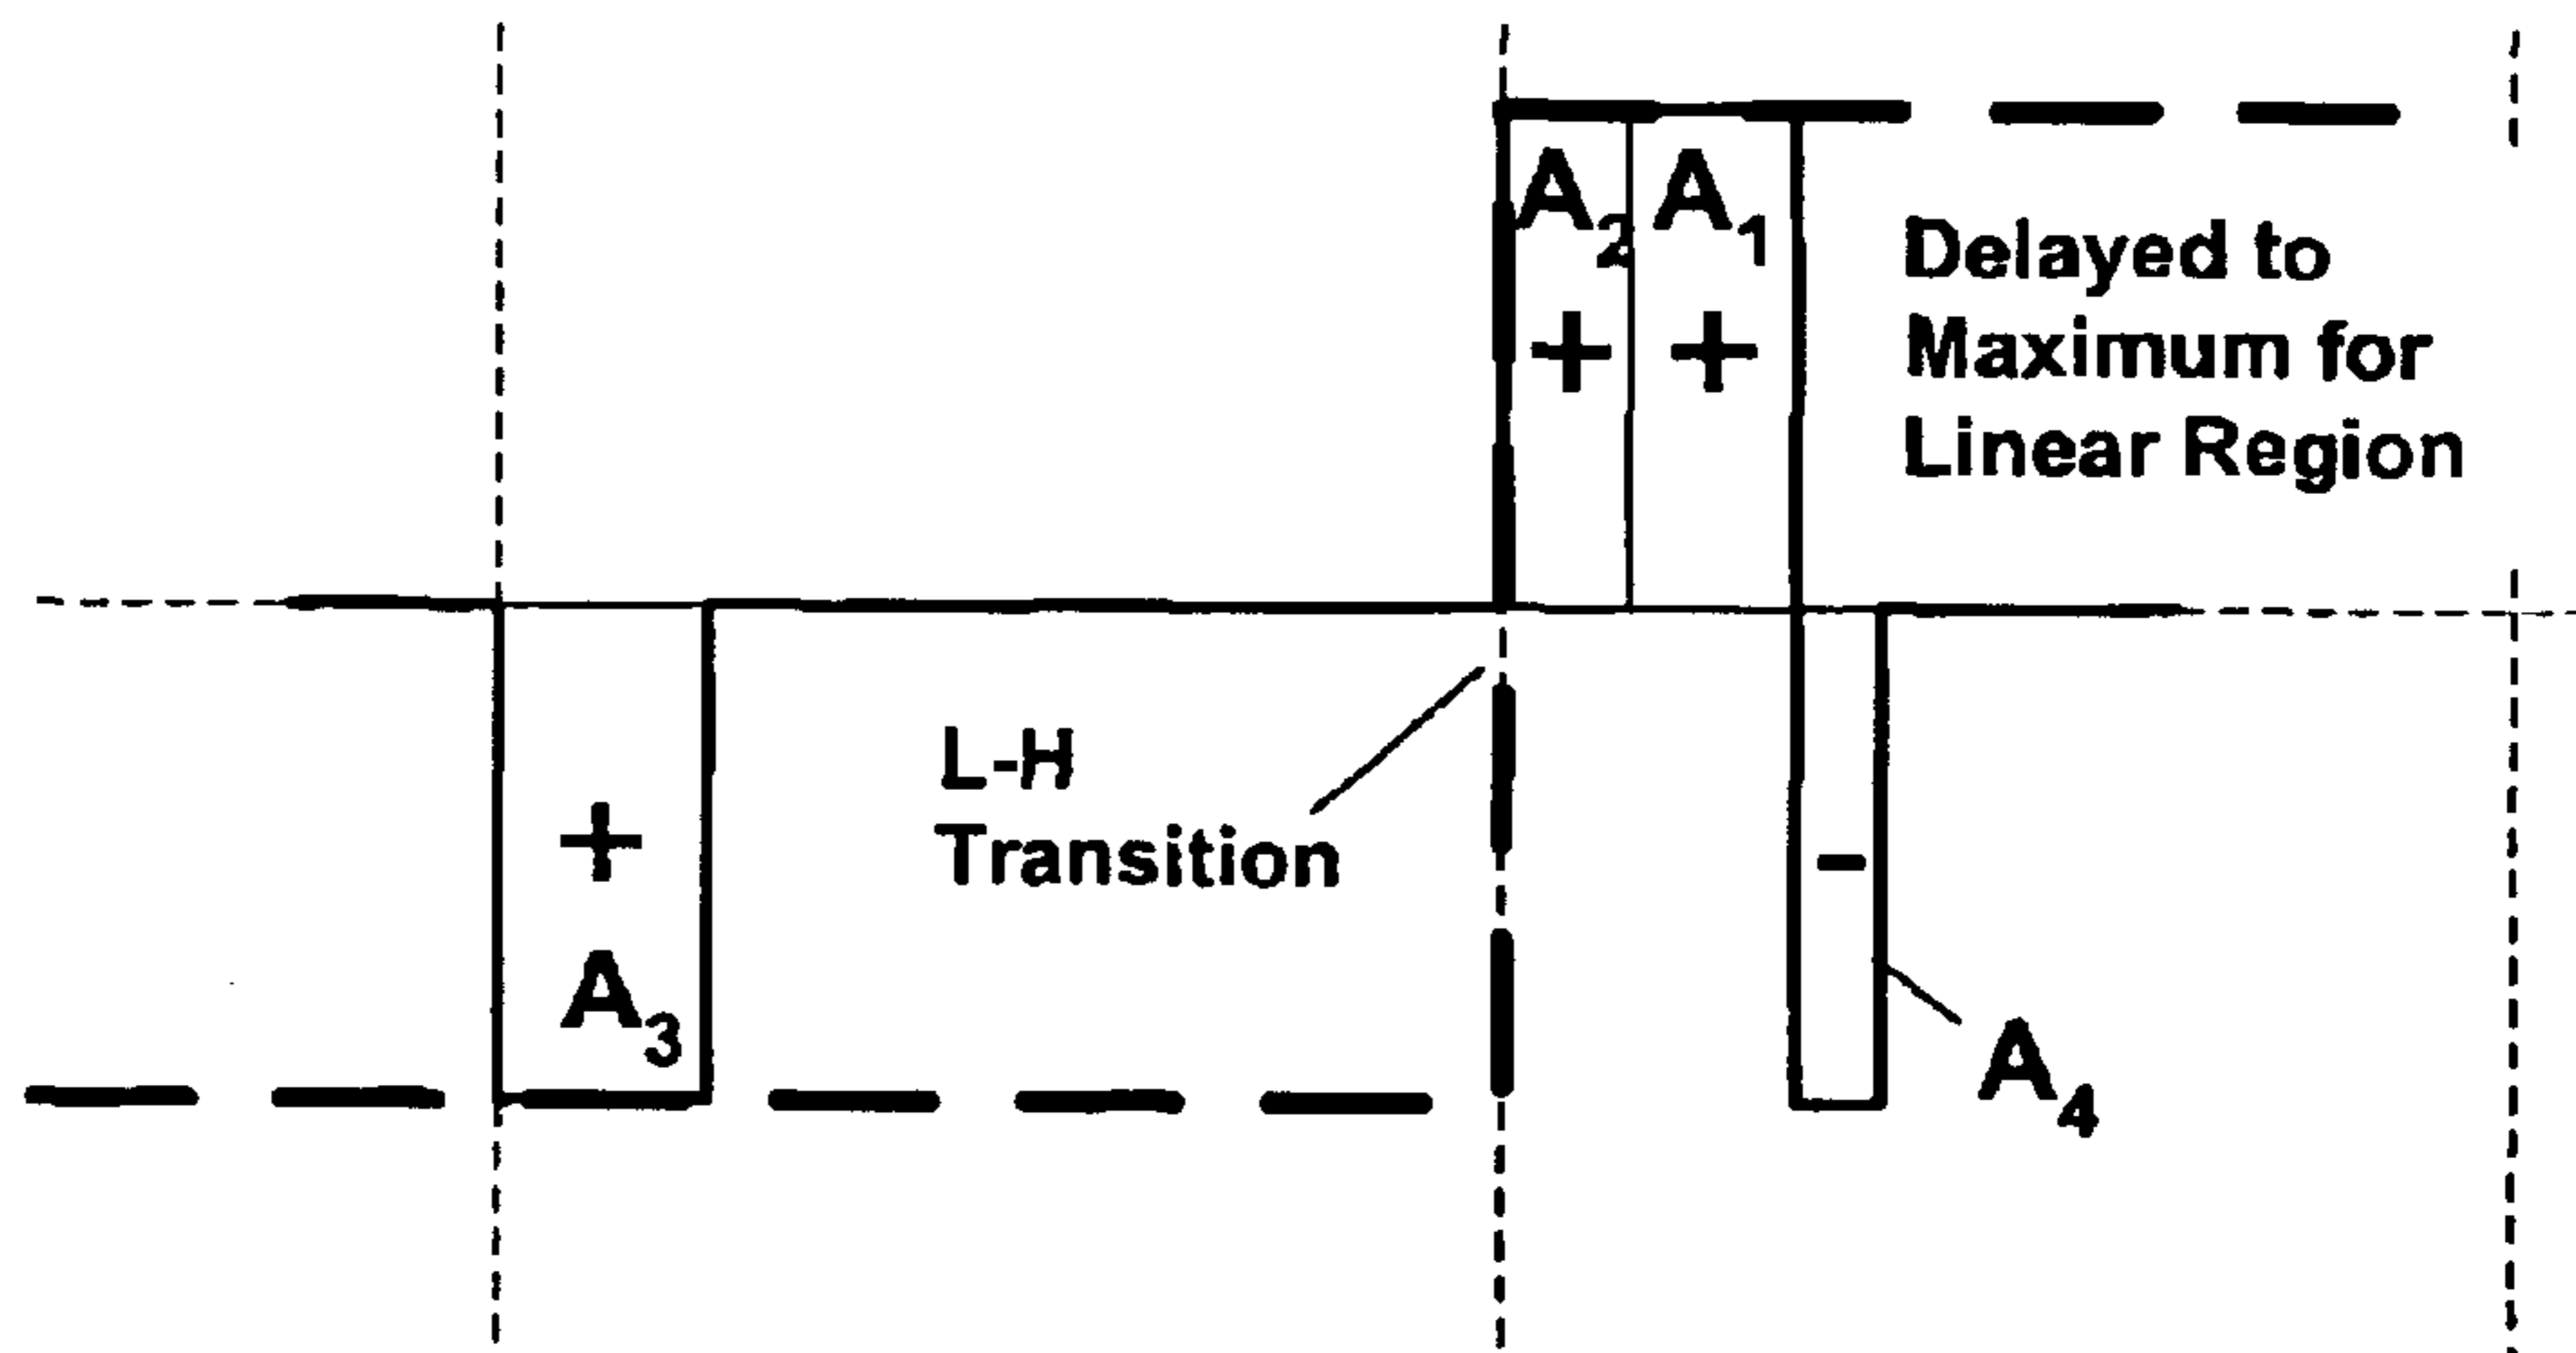 A₂ A₁
+ +
Delayed to
Maximum for
Linear Region
L-H
Transition
+
A₃
-
A₄